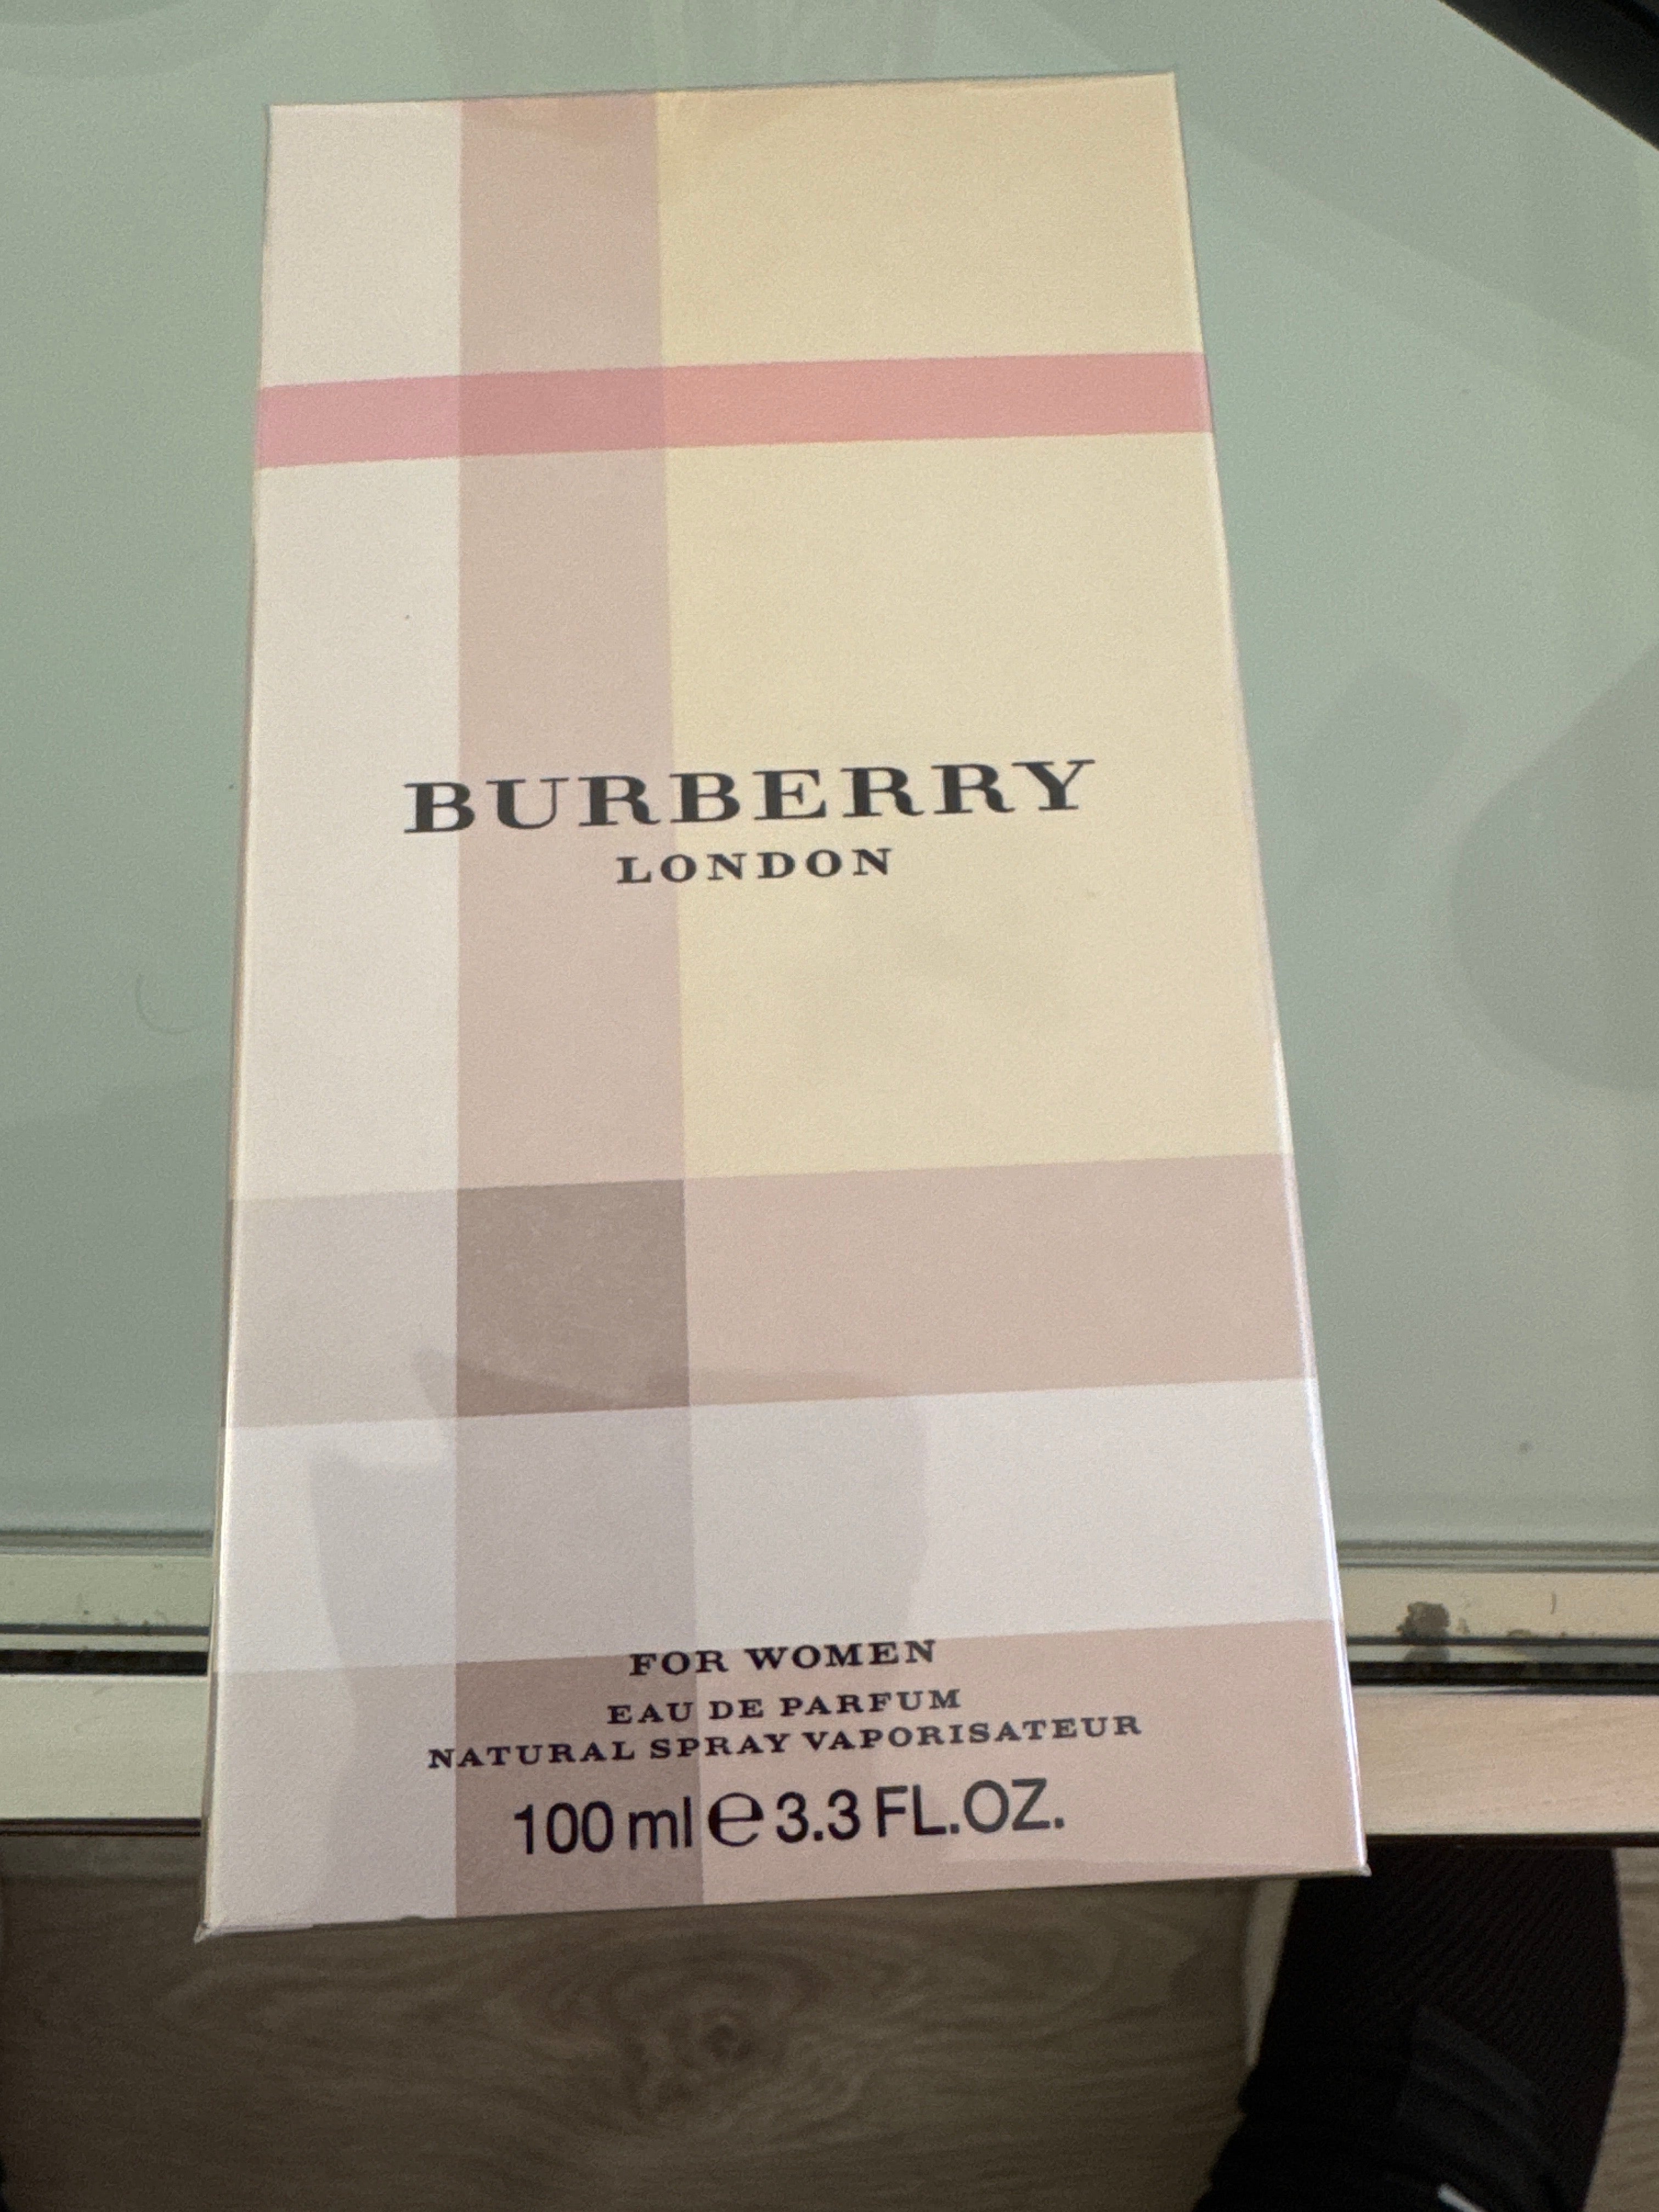 BURBERRY
LONDON
FOR WOMEN
EAU DE PARFUM
NATURAL SPRAY VAPORISATEUR
100 ml ℮ 3.3 FL.OZ.